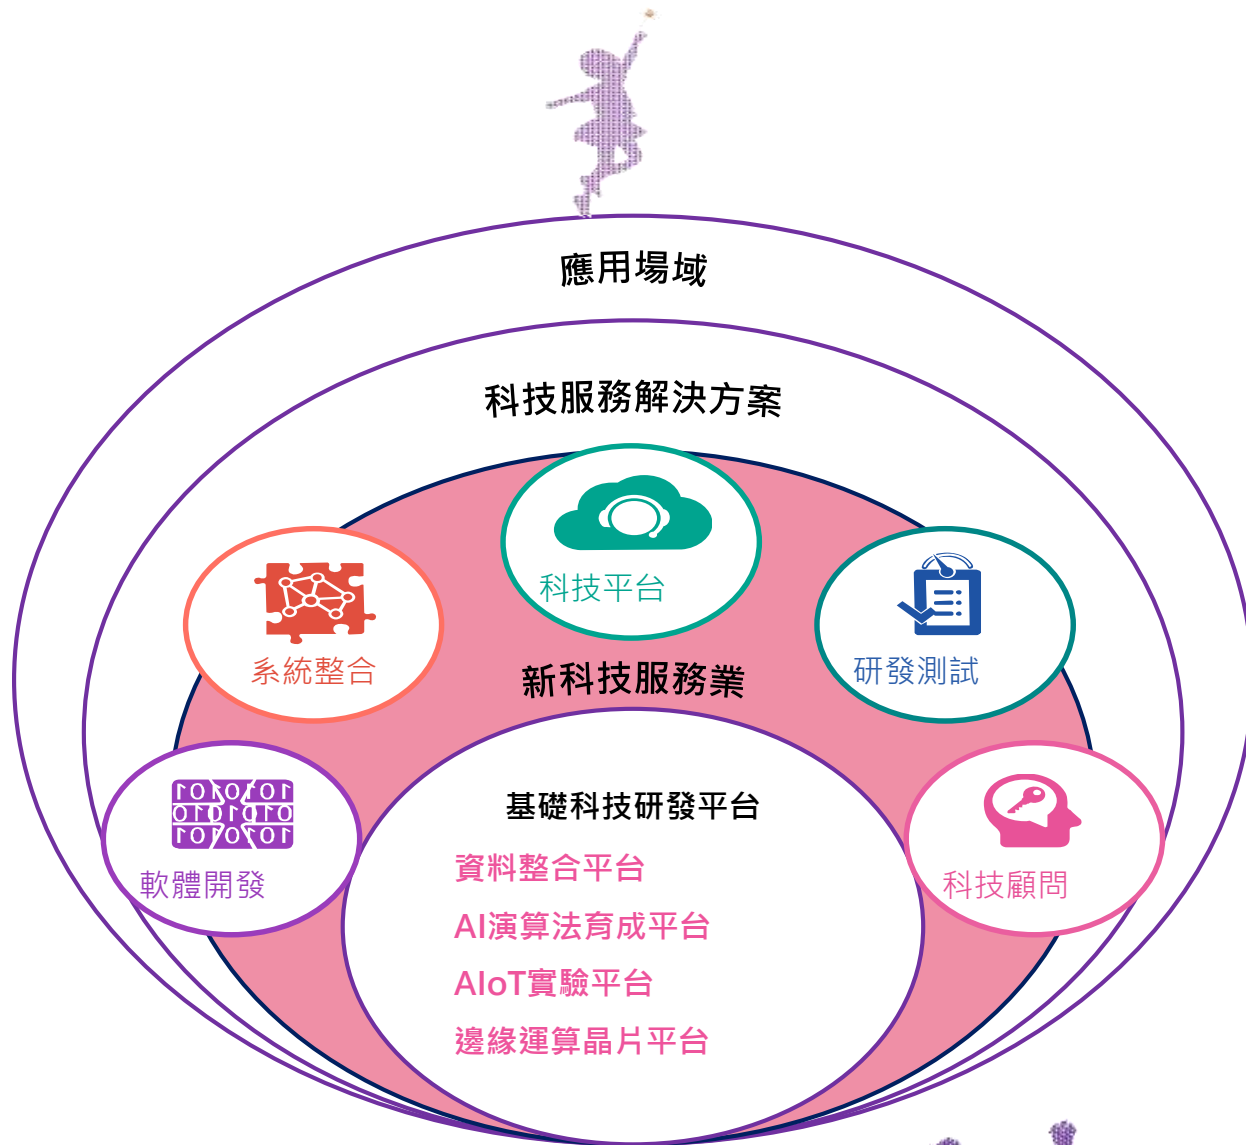 應用場域
科技服務解決方案
科技平台
系統整合
研發測試
新科技服務業
軟體開發
科技顧問
基礎科技研發平台
資料整合平台
AI演算法育成平台
AIoT實驗平台
邊緣運算晶片平台